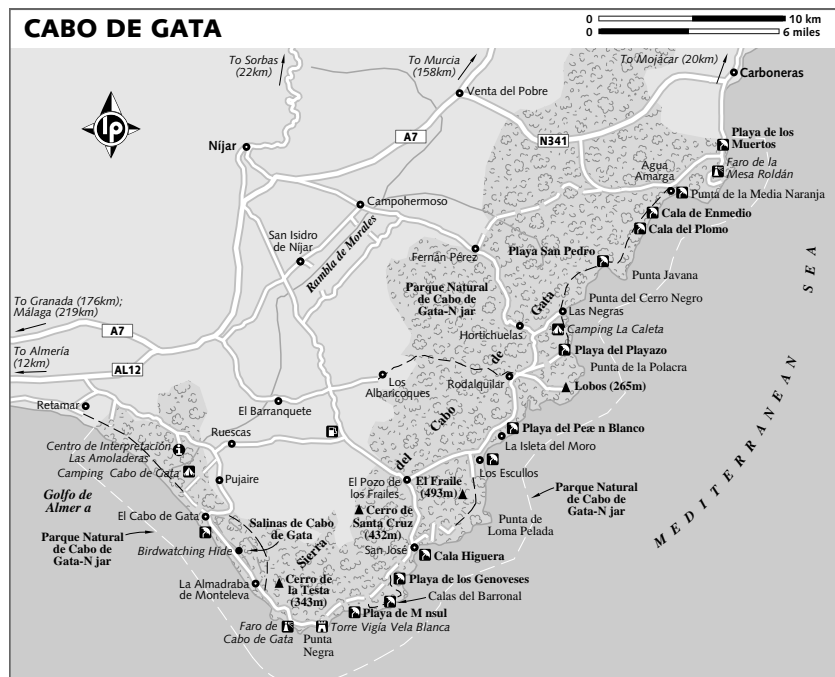 CABO DE GATA
0 10 km
0 6 miles
To Sorbas
(22km)
To Murcia
(158km)
To Mojácar (20km)
Carboneras
Venta del Pobre
lp
A7
N341
Níjar
Playa de los
Muertos
Agua
Amarga
Faro de la
Mesa Roldán
Punta de la Media Naranja
Campohermoso
Cala de Enmedio
Cala del Plomo
San Isidro
de Níjar
Rambla de Morales
Fernán Pérez
Playa San Pedro
Punta Javana
Parque Natural
de Cabo de
Gata-N jar
To Granada (176km);
Málaga (219km)
A7
Punta del Cerro Negro
Las Negras
Hortichuelas
Camping La Caleta
To Almería
(12km)
AL12
Playa del Playazo
Punta de la Polacra
Los
Albaricoques
Rodalquilar
Lobos (265m)
Retamar
El Barranquete
Ruescas
Playa del Peæ n Blanco
La Isleta del Moro
Centro de Interpretación
Las Amoladeras
Camping Cabo de Gata
Pujaire
El Pozo de
los Frailes
El Fraile
(493m)
Los Escullos
Parque Natural
de Cabo de
Gata-N jar
Golfo de
Almer a
El Cabo de Gata
Salinas de Cabo
de Gata
Cerro de
Santa Cruz
(432m)
Punta de
Loma Pelada
Parque Natural
de Cabo de
Gata-N jar
Birdwatching Hide
San José
Cala Higuera
Sierra del Cabo de Gata
La Almadraba
de Monteleva
Cerro de
la Testa
(343m)
Playa de los Genoveses
Calas del Barronal
Playa de M nsul
Faro de
Cabo de Gata
Punta
Negra
Torre Vigía Vela Blanca
MEDITERRANEAN SEA